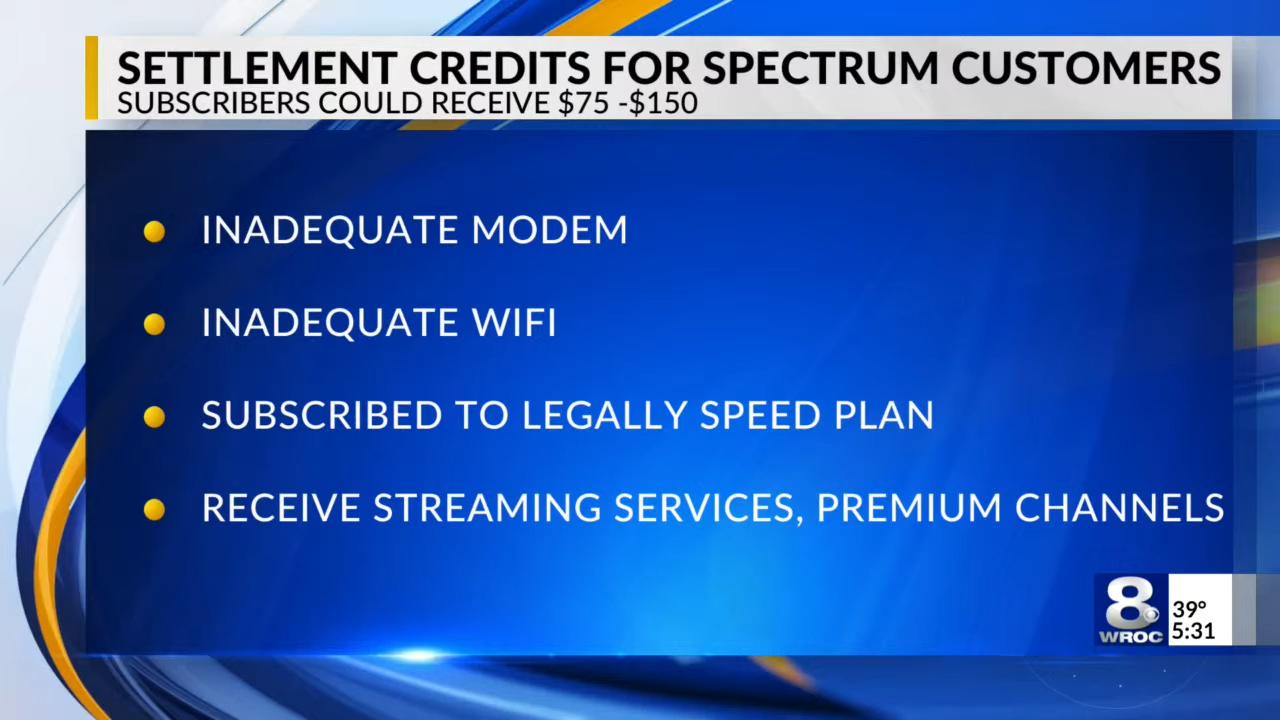 SETTLEMENT CREDITS FOR SPECTRUM CUSTOMERS
SUBSCRIBERS COULD RECEIVE $75 -$150
INADEQUATE MODEM
INADEQUATE WIFI
SUBSCRIBED TO LEGALLY SPEED PLAN
RECEIVE STREAMING SERVICES, PREMIUM CHANNELS
8
WROC
39°
5:31